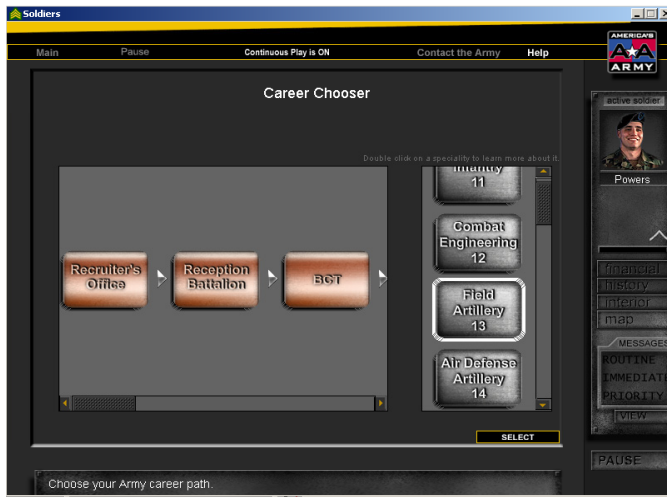 Soldiers
Main Pause Continuous Play is ON Contact the Army Help
AMERICA'S
ARMY
Career Chooser
active soldier
Double click on a speciality to learn more about it.
Powers
Infantry
11
Combat
Engineering
12
Recruiter's
Office
Reception
Battalion
BCT
Field
Artillery
13
Air Defense
Artillery
14
financial
history
inferior
map
MESSAGES
ROUTINE
IMMEDIAT
PRIORITY
VIEW
SELECT
PAUSE
Choose your Army career path.